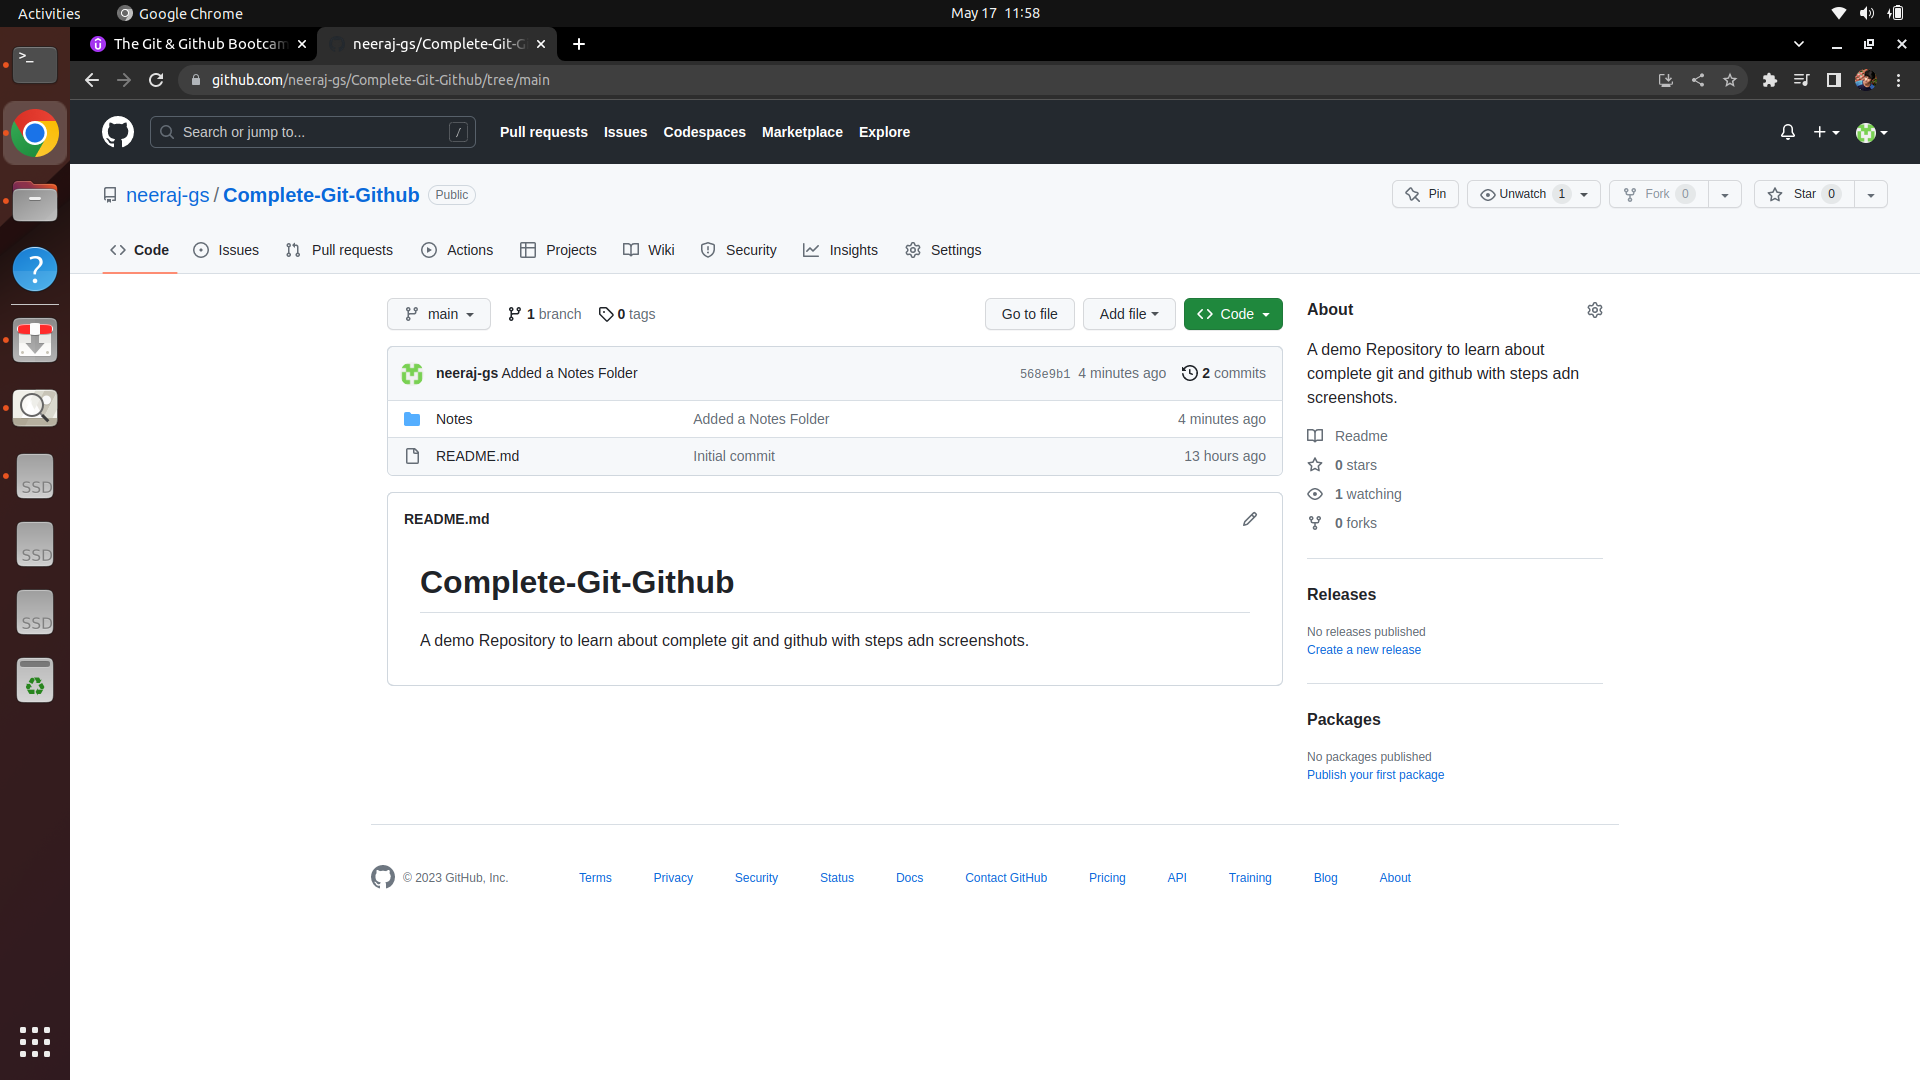 Activities Google Chrome May 17 11:58
The Git & Github Bootcam neeraj-gs/Complete-Git-G
github.com/neeraj-gs/Complete-Git-Github/tree/main
Search or jump to... / Pull requests Issues Codespaces Marketplace Explore
neeraj-gs / Complete-Git-Github Public Pin Unwatch 1 Fork 0 Star 0
Code Issues Pull requests Actions Projects Wiki Security Insights Settings
main 1 branch 0 tags Go to file Add file Code
neeraj-gs Added a Notes Folder 568e9b1 4 minutes ago 2 commits
Notes Added a Notes Folder 4 minutes ago
README.md Initial commit 13 hours ago
README.md
Complete-Git-Github
A demo Repository to learn about complete git and github with steps adn screenshots.
About
A demo Repository to learn about
complete git and github with steps adn
screenshots.
Readme
0 stars
1 watching
0 forks
Releases
No releases published
Create a new release
Packages
No packages published
Publish your first package
© 2023 GitHub, Inc. Terms Privacy Security Status Docs Contact GitHub Pricing API Training Blog About
>_
?
SSD
SSD
SSD